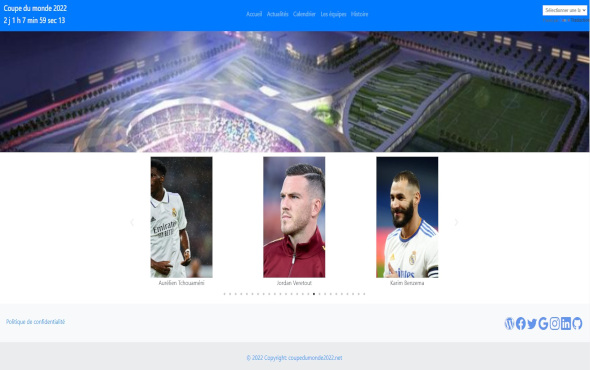 Coupe du monde 2022
2 j 1 h 7 min 59 sec 13
Accueil Actualités Calendrier Les équipes Histoire
Sélectionner une la
Emirates
Aurélien Tchouaméni
Jordan Veretout
Karim Benzema
Politique de confidentialité
© 2022 Copyright: coupedumonde2022.net